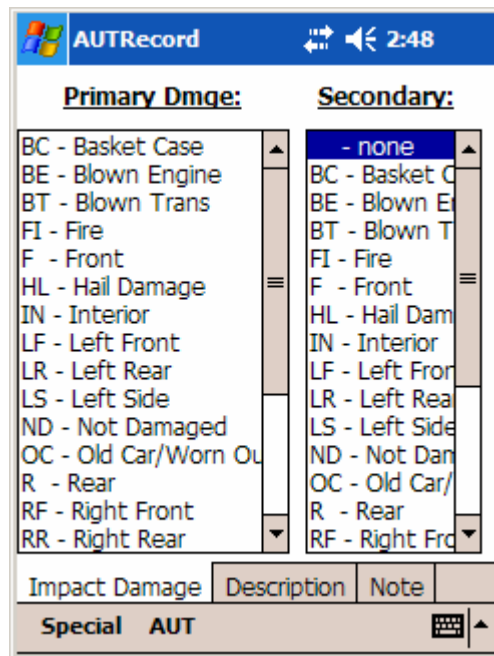 AUTRecord 2:48
Primary Dmge:
BC - Basket Case
BE - Blown Engine
BT - Blown Trans
FI - Fire
F - Front
HL - Hail Damage
IN - Interior
LF - Left Front
LR - Left Rear
LS - Left Side
ND - Not Damaged
OC - Old Car/Worn Ou
R - Rear
RF - Right Front
RR - Right Rear
Secondary:
- none
BC - Basket C
BE - Blown En
BT - Blown T
FI - Fire
F - Front
HL - Hail Dam
IN - Interior
LF - Left Fron
LR - Left Rea
LS - Left Side
ND - Not Dam
OC - Old Car/
R - Rear
RF - Right Fro
Impact Damage Description Note
Special AUT